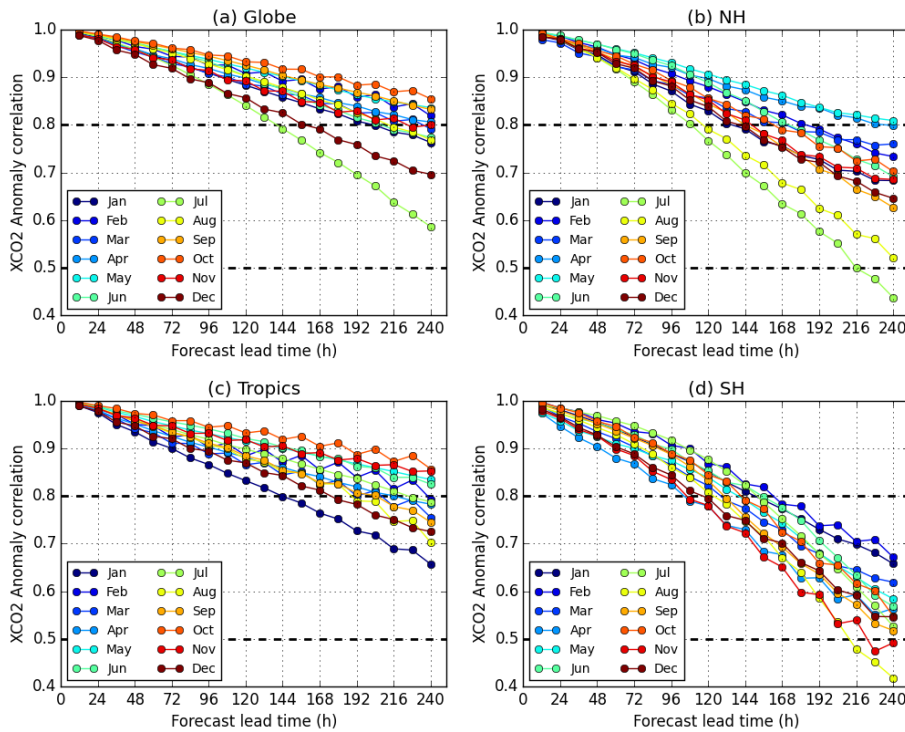 (a) Globe
XCO2 Anomaly correlation
1.0
0.9
0.8
0.7
0.6
0.5
0.4
Jan Jul
Feb Aug
Mar Sep
Apr Oct
May Nov
Jun Dec
0 24 48 72 96 120 144 168 192 216 240
Forecast lead time (h)
(b) NH
XCO2 Anomaly correlation
1.0
0.9
0.8
0.7
0.6
0.5
0.4
Jan Jul
Feb Aug
Mar Sep
Apr Oct
May Nov
Jun Dec
0 24 48 72 96 120 144 168 192 216 240
Forecast lead time (h)
(c) Tropics
XCO2 Anomaly correlation
1.0
0.9
0.8
0.7
0.6
0.5
0.4
Jan Jul
Feb Aug
Mar Sep
Apr Oct
May Nov
Jun Dec
0 24 48 72 96 120 144 168 192 216 240
Forecast lead time (h)
(d) SH
XCO2 Anomaly correlation
1.0
0.9
0.8
0.7
0.6
0.5
0.4
Jan Jul
Feb Aug
Mar Sep
Apr Oct
May Nov
Jun Dec
0 24 48 72 96 120 144 168 192 216 240
Forecast lead time (h)